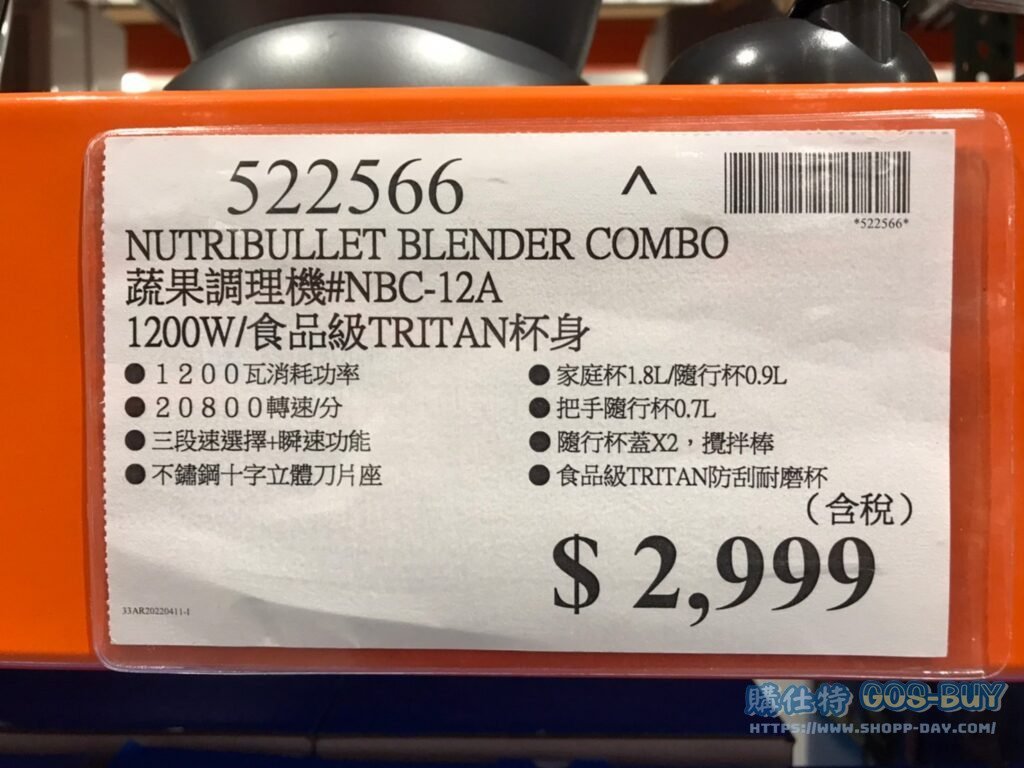 522566
^
*522566*
NUTRIBULLET BLENDER COMBO
蔬果調理機#NBC-12A
1200W/食品級TRITAN杯身
●１２００瓦消耗功率
●２０８００轉速/分
●三段速選擇+瞬速功能
●不鏽鋼十字立體刀片座
●家庭杯1.8L/隨行杯0.9L
●把手隨行杯0.7L
●隨行杯蓋X2，攪拌棒
●食品級TRITAN防刮耐磨杯
（含稅）
$ 2,999
33AR20220411-1
購仕特 GOS-BUY
HTTPS://WWW.SHOPP-DAY.COM/